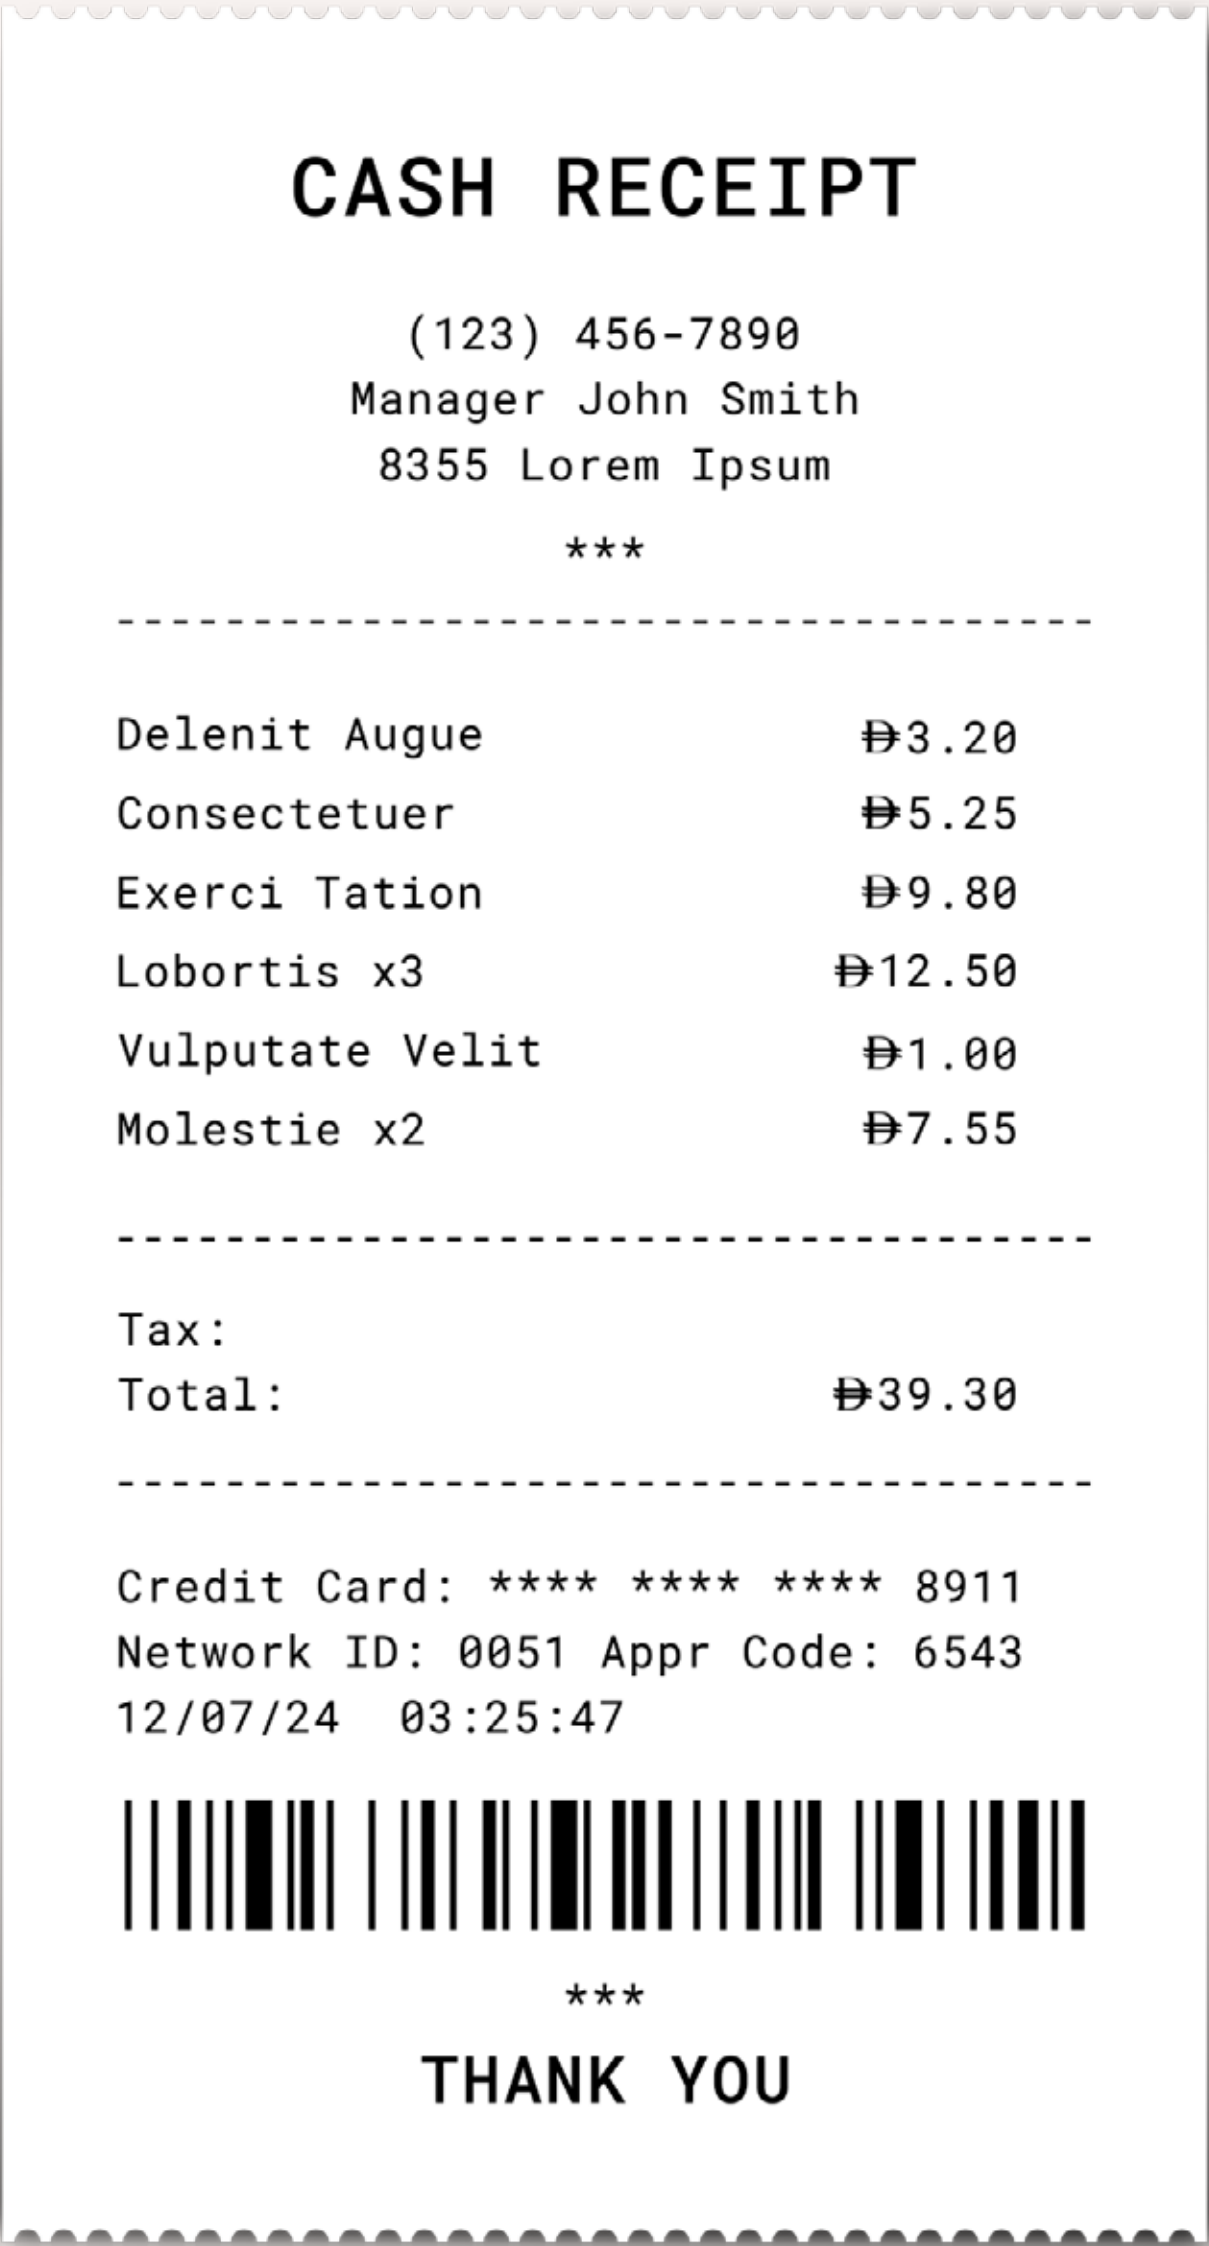 CASH RECEIPT
(123) 456-7890
Manager John Smith
8355 Lorem Ipsum
***
------------------------------------
Delenit Augue 3.20
Consectetuer 5.25
Exerci Tation 9.80
Lobortis x3 12.50
Vulputate Velit 1.00
Molestie x2 7.55
------------------------------------
Tax:
Total: 39.30
------------------------------------
Credit Card: **** **** **** 8911
Network ID: 0051 Appr Code: 6543
12/07/24 03:25:47
***
THANK YOU